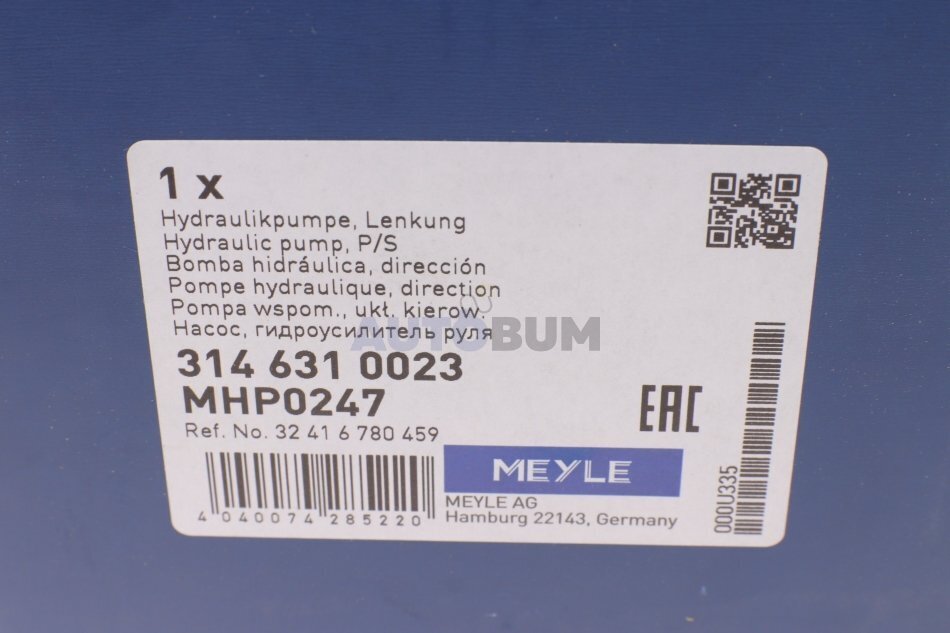 1 x
Hydraulikpumpe, Lenkung
Hydraulic pump, P/S
Bomba hidráulica, dirección
Pompe hydraulique, direction
Pompa wspom., ukł. kierow.
Насос, гидроусилитель руля
AUTOBUM
314 631 0023
MHP0247
Ref. No. 32 41 6 780 459
EAC
MEYLE
MEYLE AG
Hamburg 22143, Germany
4 040074 285220
000U335